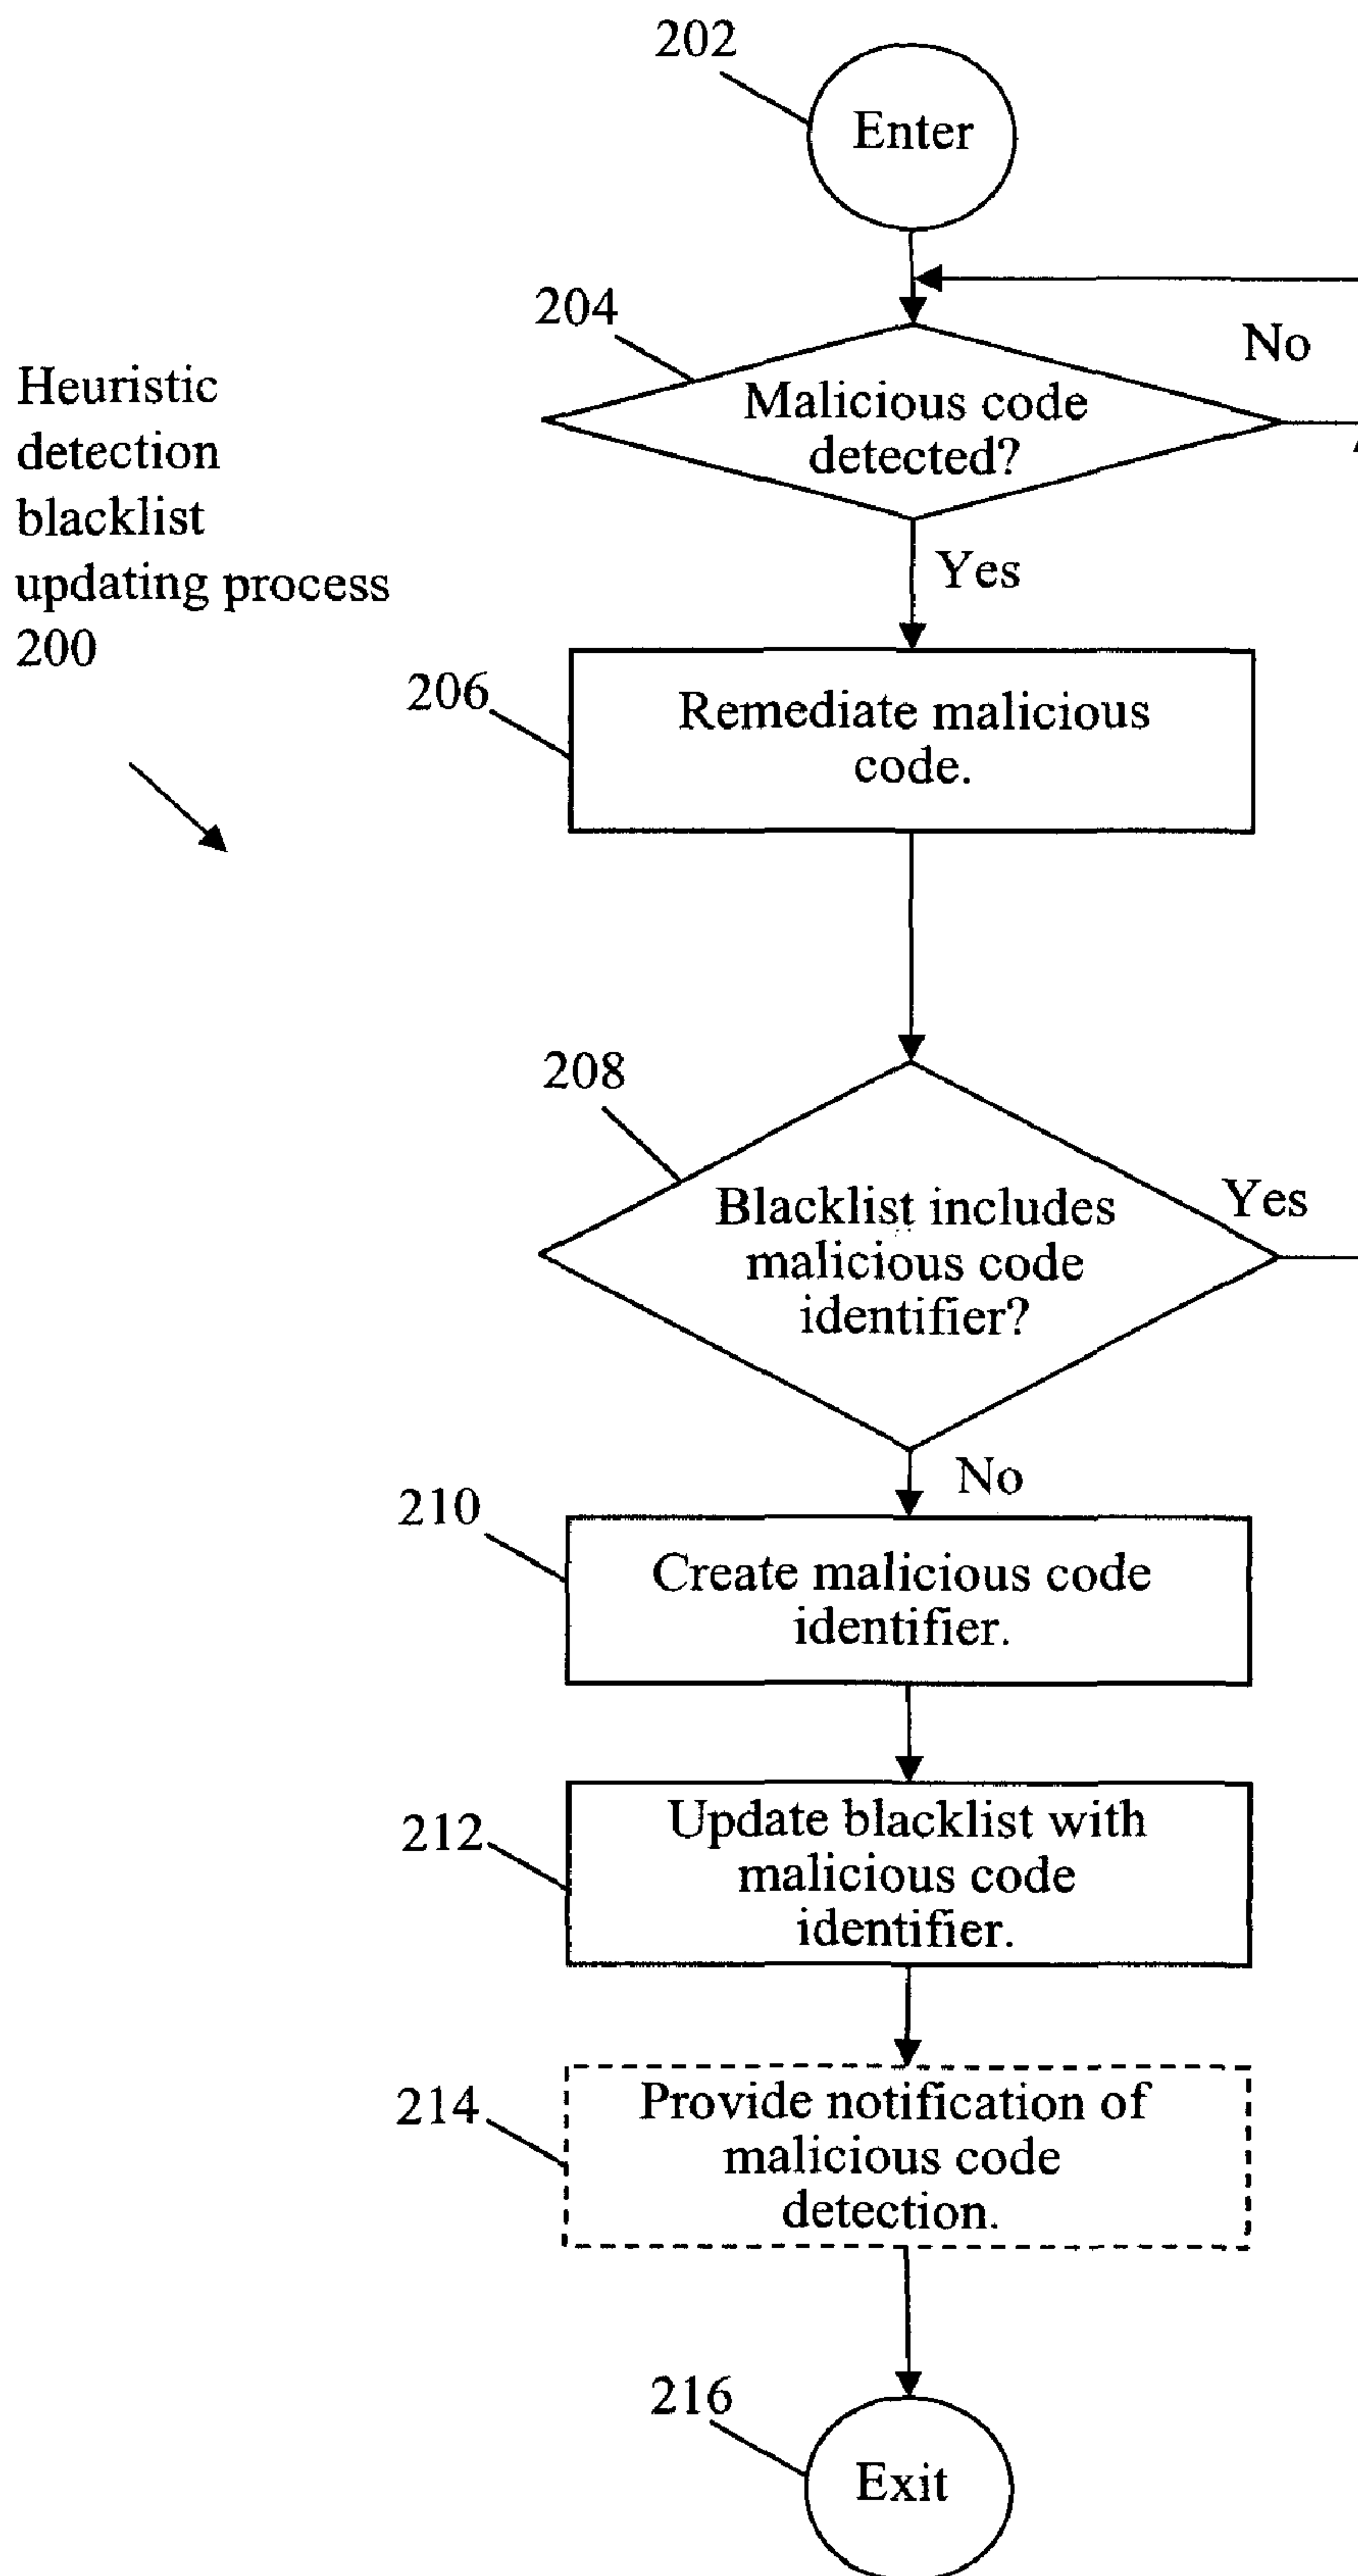 202
Enter
204
No
Malicious code
detected?
Heuristic
detection
blacklist
updating process
200
Yes
206
Remediate malicious
code.
208
Blacklist includes
malicious code
identifier?
Yes
No
210
Create malicious code
identifier.
212
Update blacklist with
malicious code
identifier.
214
Provide notification of
malicious code
detection.
216
Exit